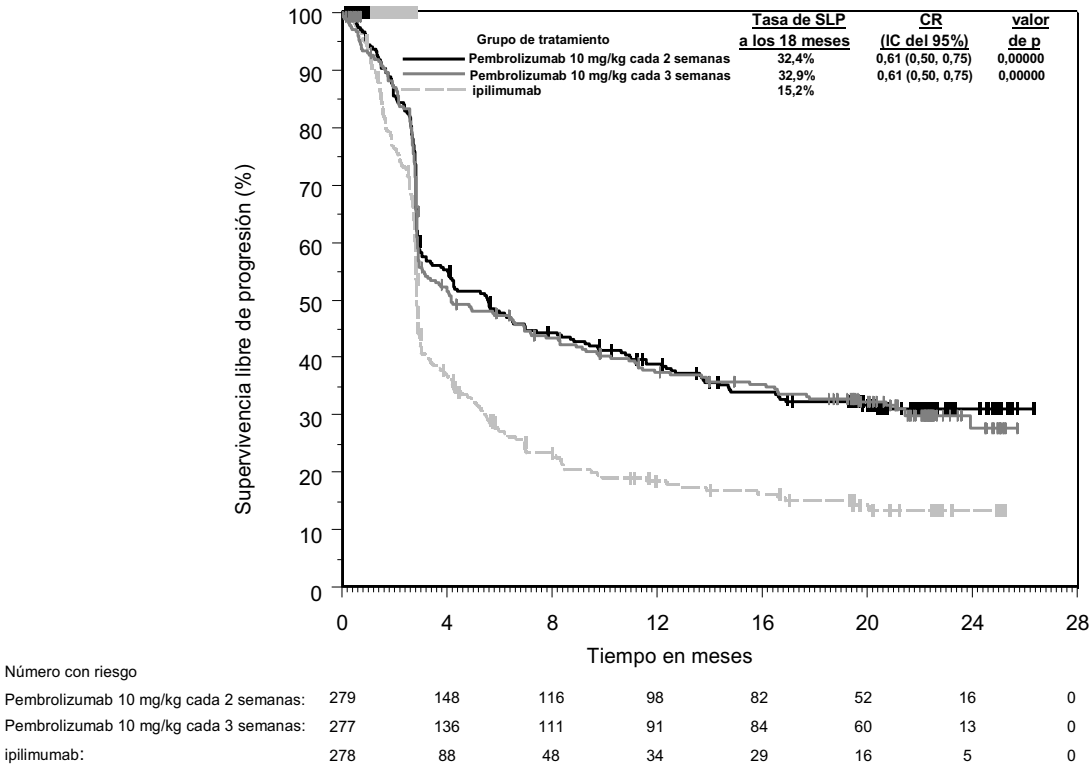 Tasa de SLP CR valor
Grupo de tratamiento a los 18 meses (IC del 95%) de p
Pembrolizumab 10 mg/kg cada 2 semanas 32,4% 0,61 (0,50, 0,75) 0,00000
Pembrolizumab 10 mg/kg cada 3 semanas 32,9% 0,61 (0,50, 0,75) 0,00000
ipilimumab 15,2%
Supervivencia libre de progresión (%)
100
90
80
70
60
50
40
30
20
10
0
0 4 8 12 16 20 24 28
Tiempo en meses
Número con riesgo
Pembrolizumab 10 mg/kg cada 2 semanas: 279 148 116 98 82 52 16 0
Pembrolizumab 10 mg/kg cada 3 semanas: 277 136 111 91 84 60 13 0
ipilimumab: 278 88 48 34 29 16 5 0